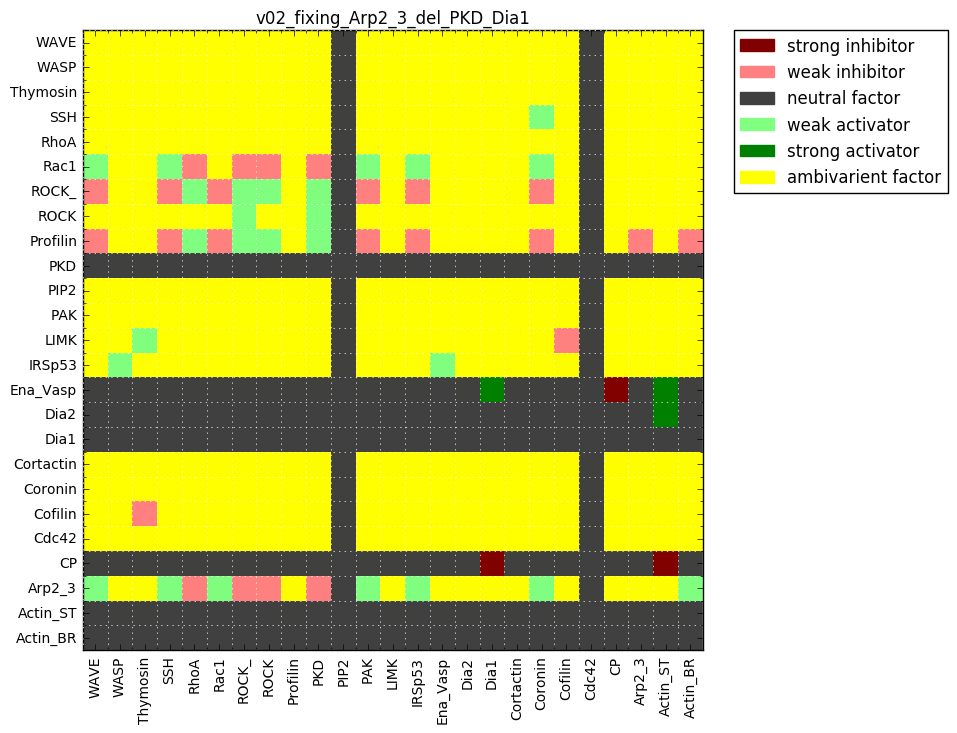 v02_fixing_Arp2_3_del_PKD_Dia1
WAVE
WASP
Thymosin
SSH
RhoA
Rac1
ROCK_
ROCK
Profilin
PKD
PIP2
PAK
LIMK
IRSp53
Ena_Vasp
Dia2
Dia1
Cortactin
Coronin
Cofilin
Cdc42
CP
Arp2_3
Actin_ST
Actin_BR
WAVE
WASP
Thymosin
SSH
RhoA
Rac1
ROCK_
ROCK
Profilin
PKD
PIP2
PAK
LIMK
IRSp53
Ena_Vasp
Dia2
Dia1
Cortactin
Coronin
Cofilin
Cdc42
CP
Arp2_3
Actin_ST
Actin_BR
strong inhibitor
weak inhibitor
neutral factor
weak activator
strong activator
ambivarient factor